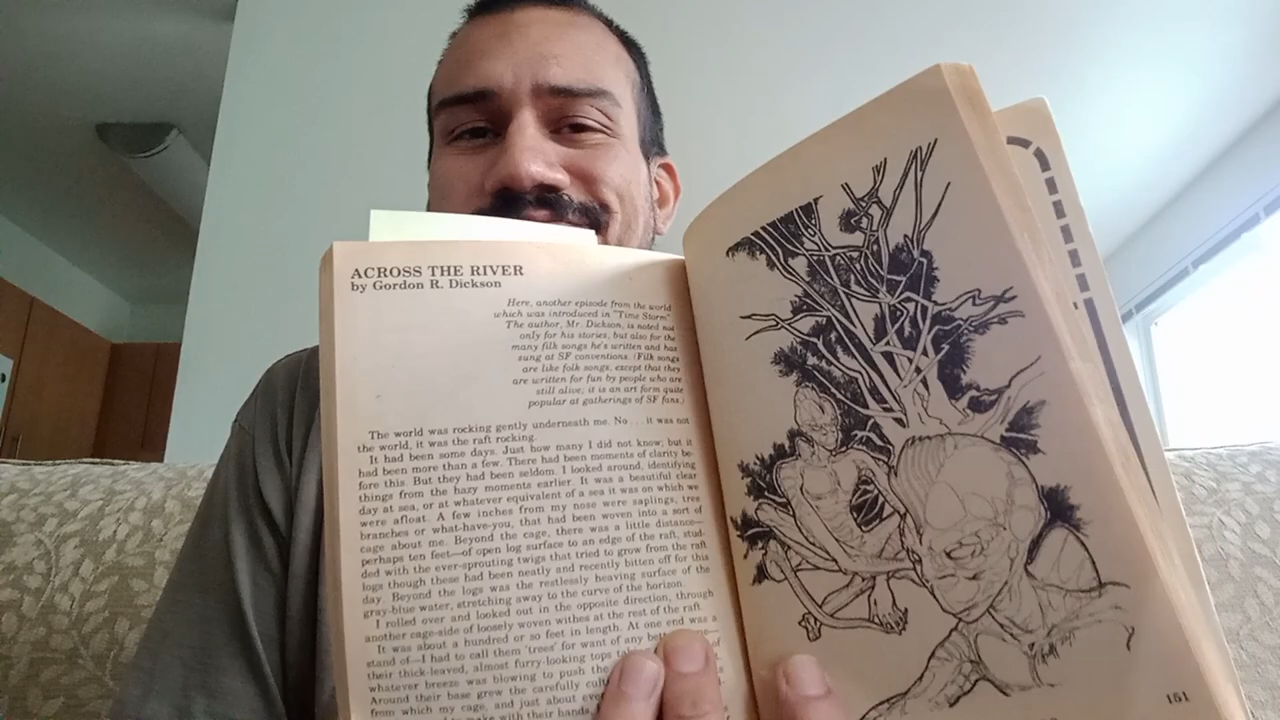 ACROSS THE RIVER
by Gordon R. Dickson
Here, another episode from the world
which was introduced in "Time Storm"
The author, Mr. Dickson, is noted not
only for his stories, but also for the
many filk songs he's written and has
sung at SF conventions. (Filk songs
are like folk songs, except that they
are written for fun by people who are
still alive; it is an art form quite
popular at gatherings of SF fans.)
The world was rocking gently underneath me. No . . . it was not
the world, it was the raft rocking.
It had been some days. Just how many I did not know; but it
had been more than a few. There had been moments of clarity be-
fore this. But they had been seldom. I looked around, identifying
things from the hazy moments earlier. It was a beautiful clear
day at sea, or at whatever equivalent of a sea it was on which we
were afloat. A few inches from my nose were saplings, tree
branches or what-have-you, that had been woven into a sort of
cage about me. Beyond the cage, there was a little distance—
perhaps ten feet—of open log surface to an edge of the raft, stud-
ded with the ever-sprouting twigs that tried to grow from the raft
logs though these had been neatly and recently bitten off for this
day. Beyond the logs was the restlessly heaving surface of the
gray-blue water, stretching away to the curve of the horizon.
I rolled over and looked out in the opposite direction, through
another cage-side of loosely woven withes at the rest of the raft.
It was about a hundred or so feet in length. At one end was a
stand of—I had to call them 'trees' for want of any
their thick-leaved, almost furry-looking tops
whatever breeze was blowing to push the
Around their base grew the carefully
from which my cage, and just about
make with their hands,
151